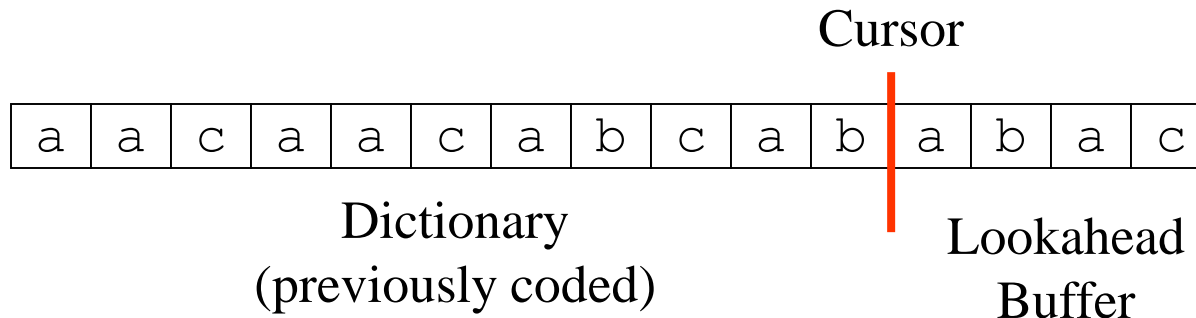 Cursor
a a c a a c a b c a b a b a c
Dictionary
(previously coded)
Lookahead
Buffer